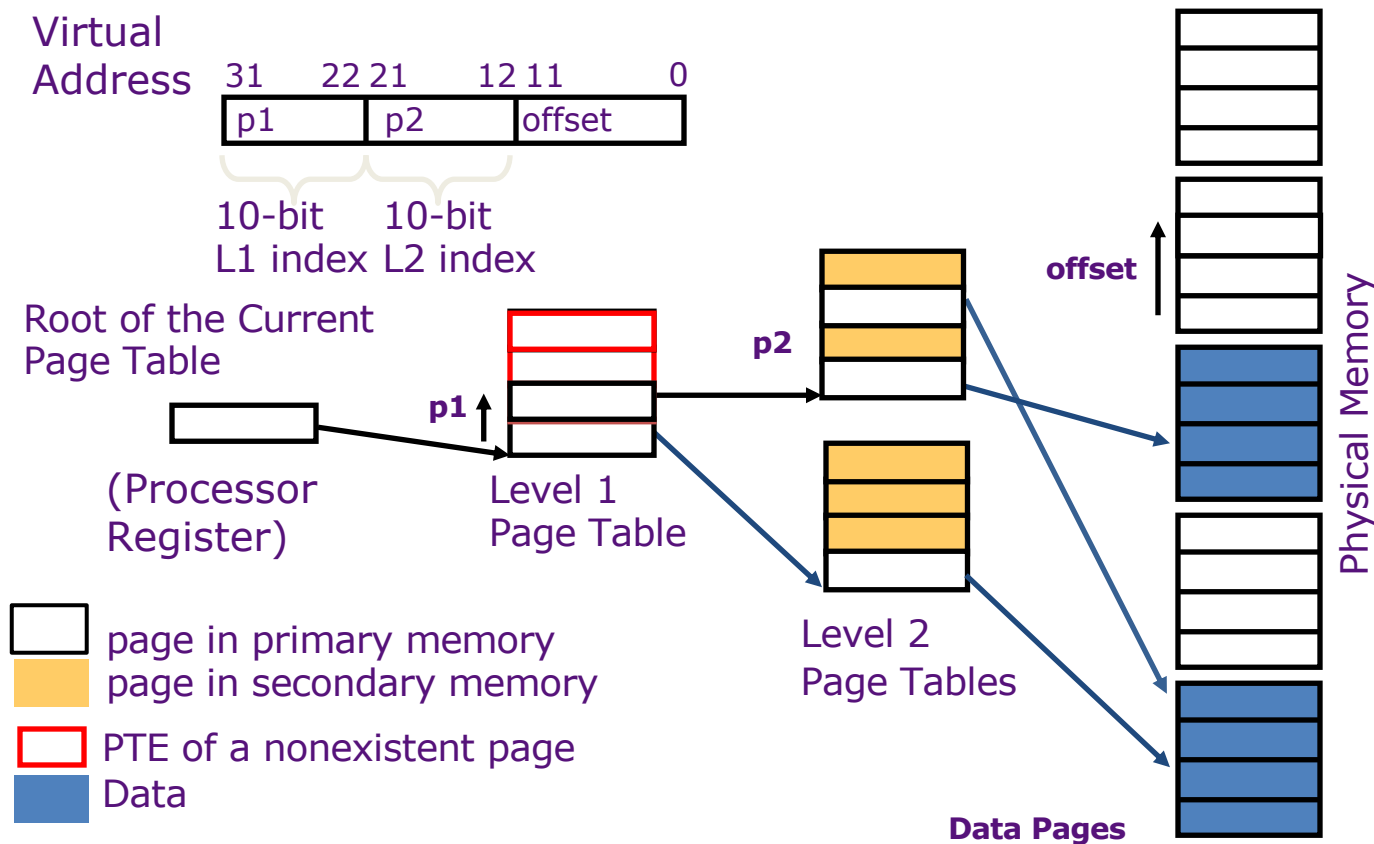 Virtual
Address
31 22 21 12 11 0
p1 p2 offset
10-bit 10-bit
L1 index L2 index
Root of the Current
Page Table
(Processor
Register)
p1
Level 1
Page Table
p2
Level 2
Page Tables
offset
Physical Memory
page in primary memory
page in secondary memory
PTE of a nonexistent page
Data
Data Pages